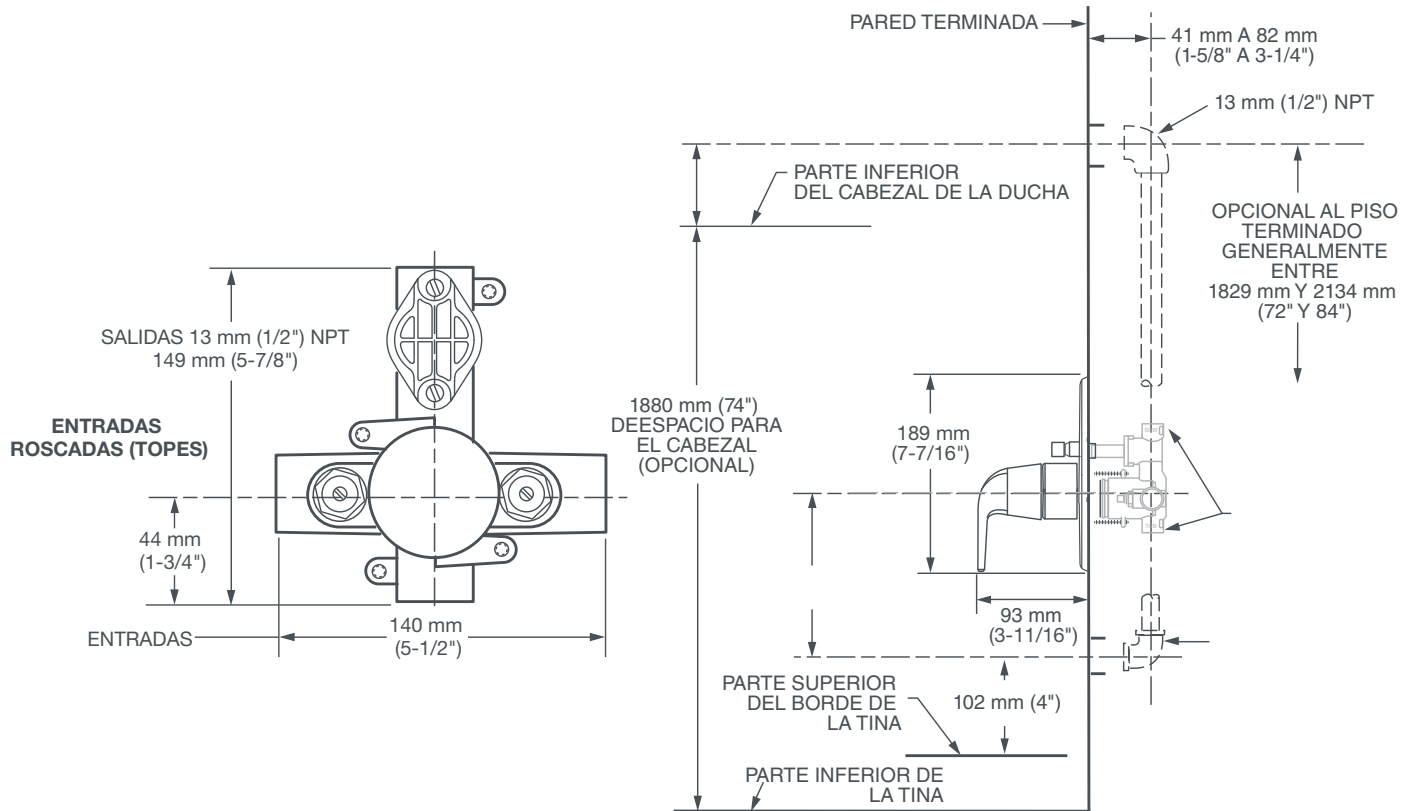 PARED TERMINADA
41 mm A 82 mm
(1-5/8" A 3-1/4")
13 mm (1/2") NPT
PARTE INFERIOR
DEL CABEZAL DE LA DUCHA
OPCIONAL AL PISO
TERMINADO
GENERALMENTE
ENTRE
1829 mm Y 2134 mm
(72" Y 84")
SALIDAS 13 mm (1/2") NPT
149 mm (5-7/8")
ENTRADAS
ROSCADAS (TOPES)
44 mm
(1-3/4")
ENTRADAS
140 mm
(5-1/2")
1880 mm (74")
DEESPACIO PARA
EL CABEZAL
(OPCIONAL)
189 mm
(7-7/16")
93 mm
(3-11/16")
PARTE SUPERIOR
DEL BORDE DE
LA TINA
102 mm (4")
PARTE INFERIOR DE
LA TINA